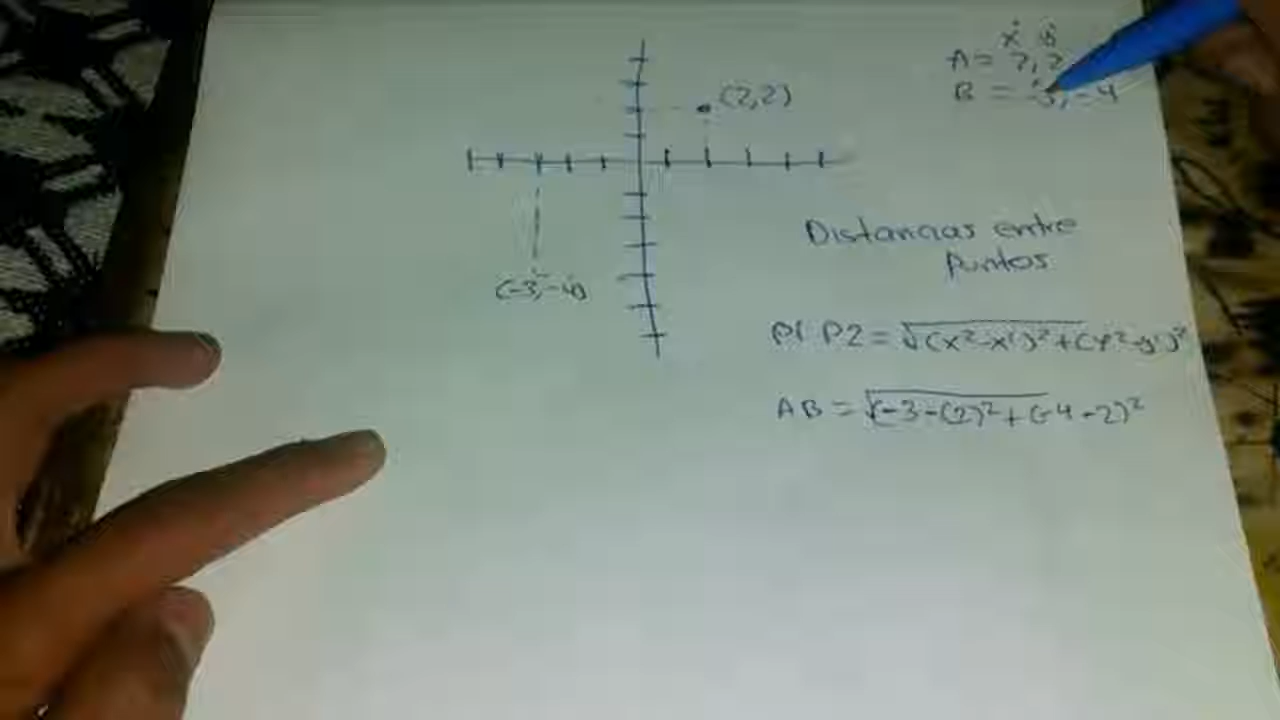 x y
A = 2, 2
B = -3, -4
(2,2)
Distancias entre
Puntos
(-3,-4)
P1 P2 = √(x²-x¹)²+(y²-y¹)²
AB = √(-3-(2)²+(-4-2)²